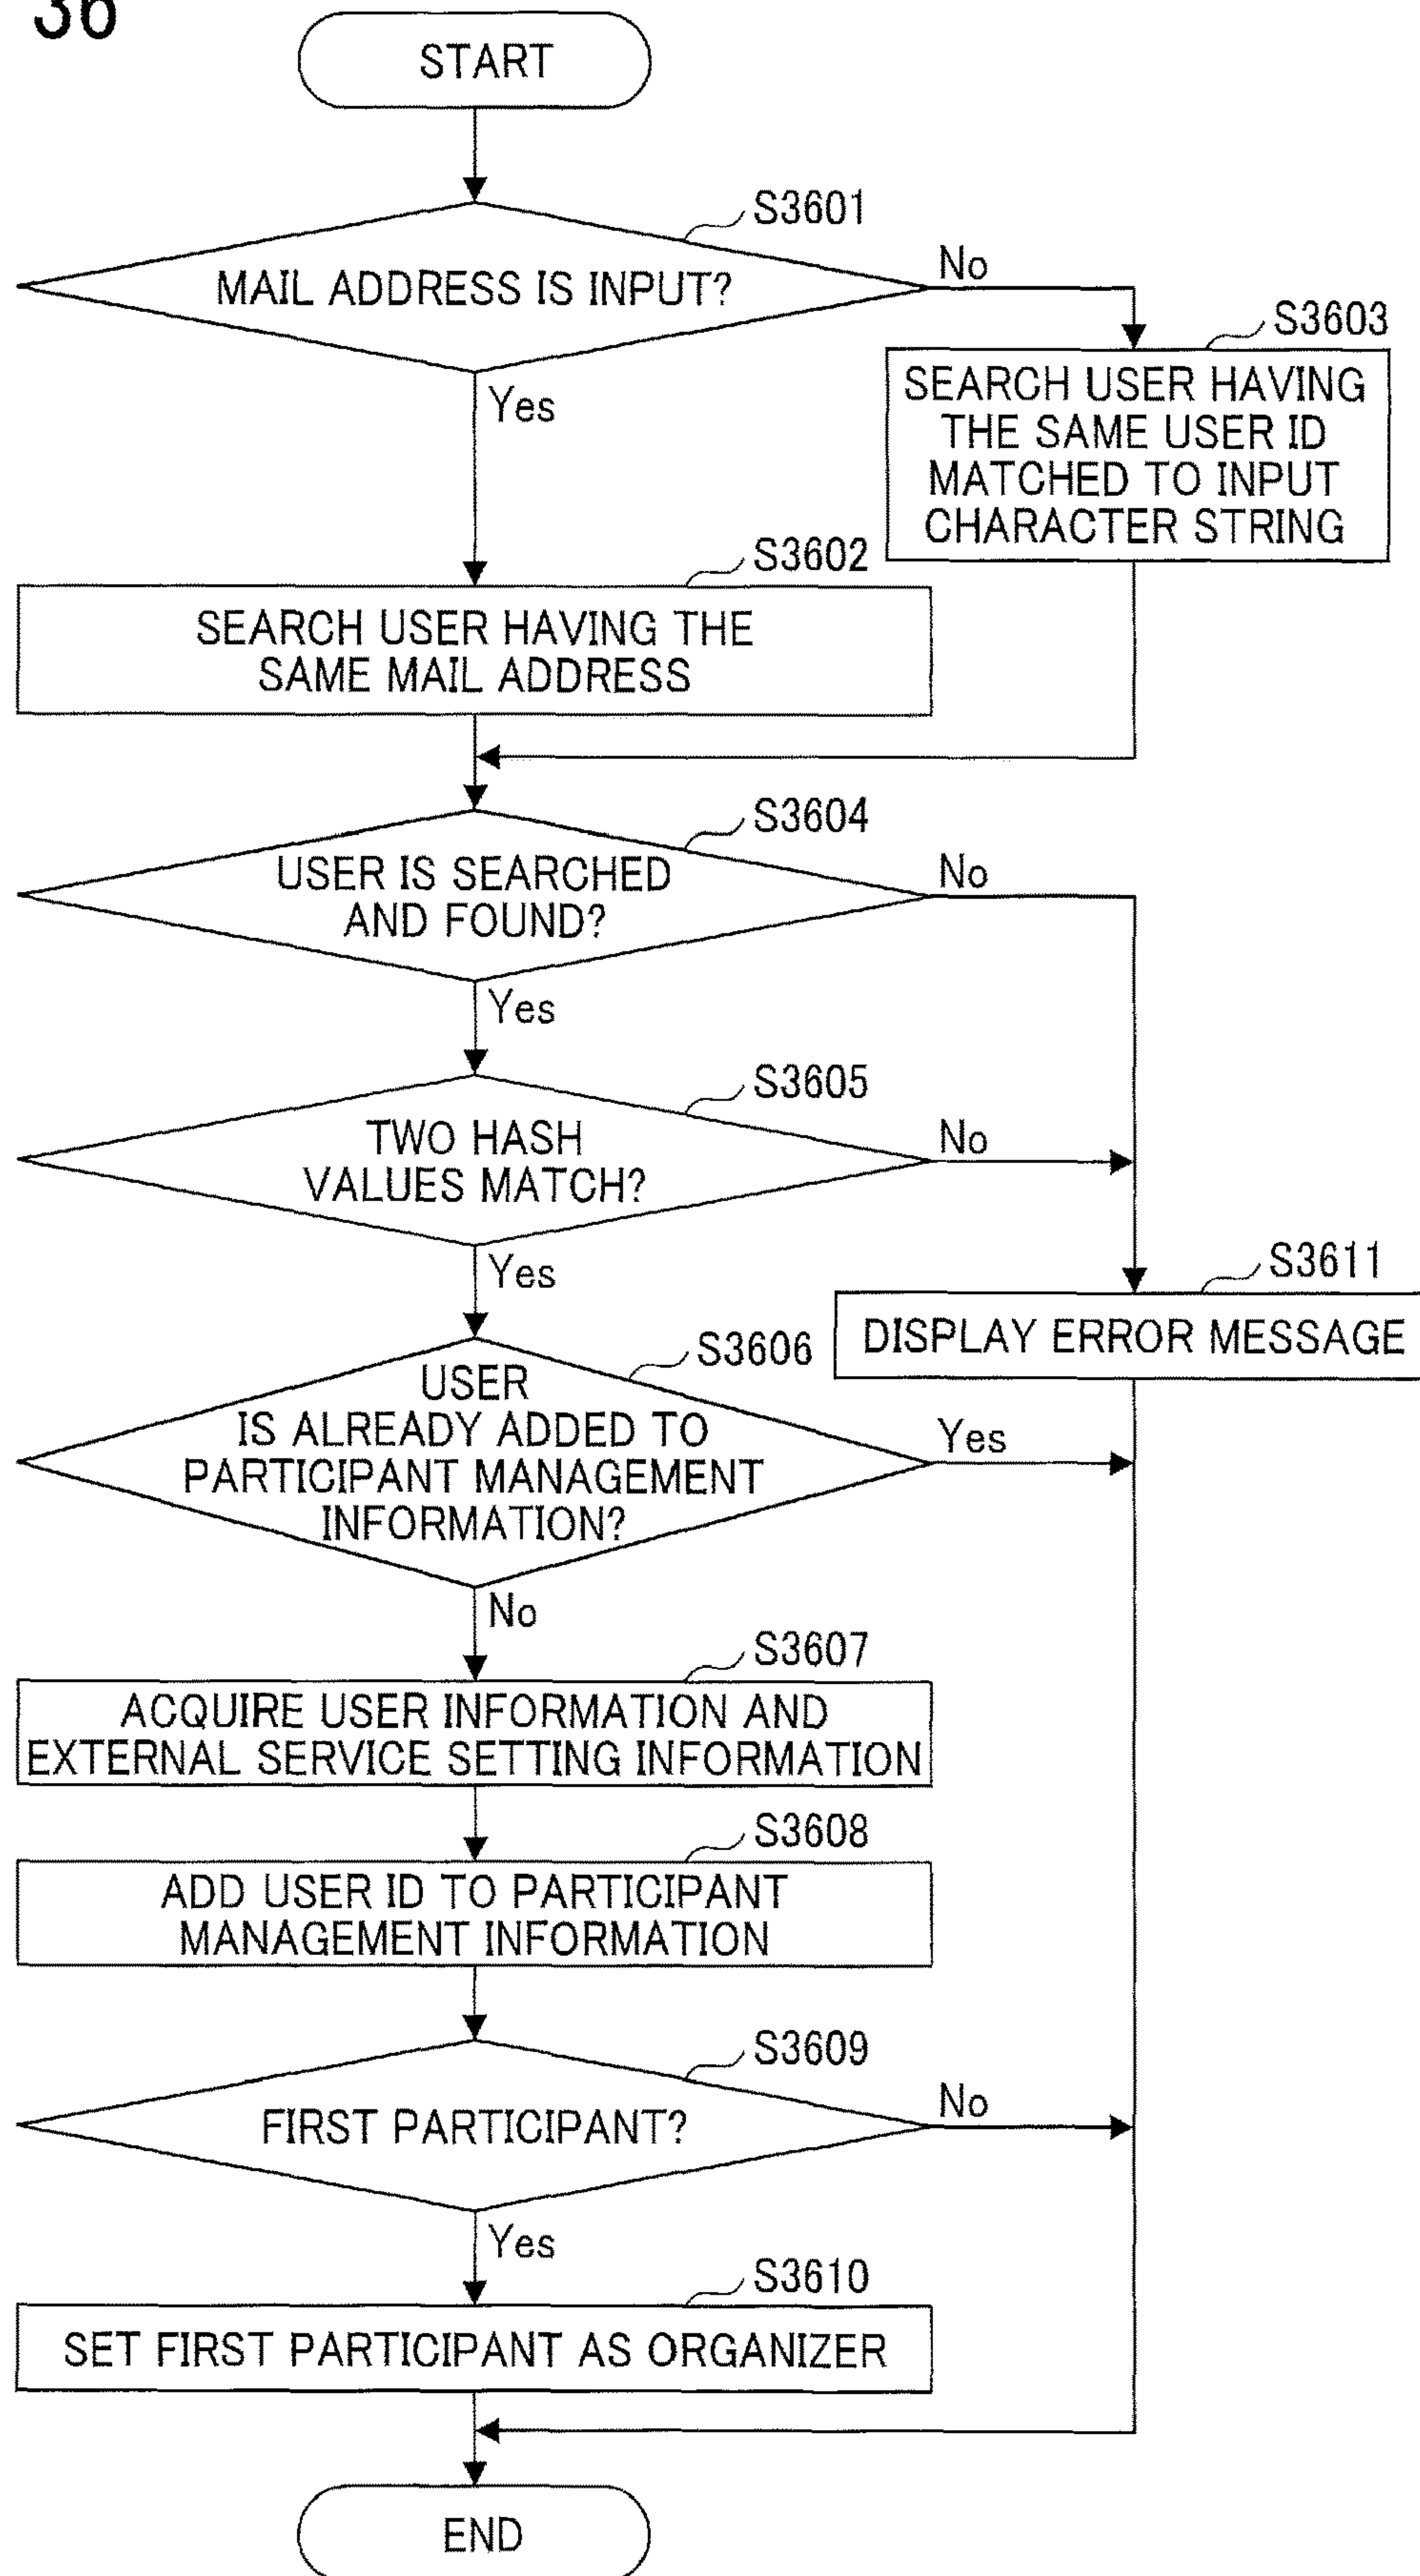 36
START
S3601
MAIL ADDRESS IS INPUT?
No
S3603
SEARCH USER HAVING
THE SAME USER ID
MATCHED TO INPUT
CHARACTER STRING
Yes
S3602
SEARCH USER HAVING THE
SAME MAIL ADDRESS
S3604
USER IS SEARCHED
AND FOUND?
No
Yes
S3605
TWO HASH
VALUES MATCH?
No
Yes
S3611
DISPLAY ERROR MESSAGE
S3606
USER
IS ALREADY ADDED TO
PARTICIPANT MANAGEMENT
INFORMATION?
Yes
No
S3607
ACQUIRE USER INFORMATION AND
EXTERNAL SERVICE SETTING INFORMATION
S3608
ADD USER ID TO PARTICIPANT
MANAGEMENT INFORMATION
S3609
FIRST PARTICIPANT?
No
Yes
S3610
SET FIRST PARTICIPANT AS ORGANIZER
END